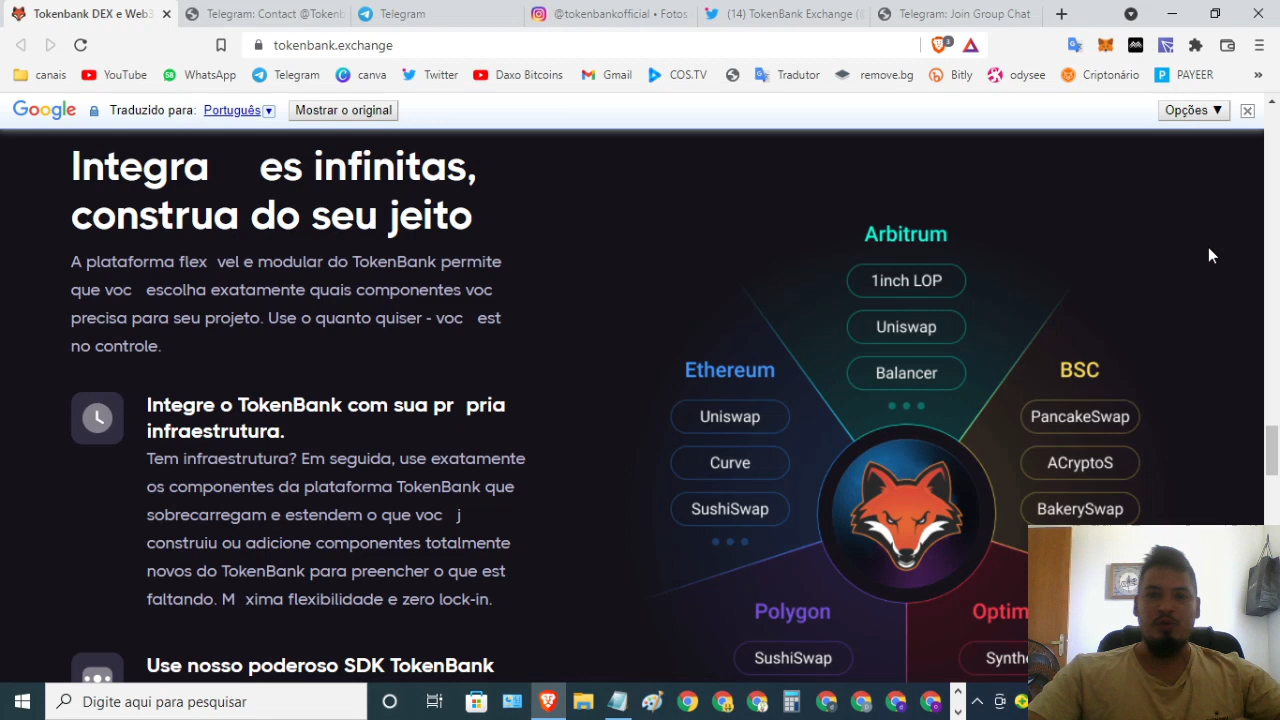 Tokenbank DEX e Web3
Telegram: Contact @Tokenb
Telegram
@tokenbankofficial • Fotos
(14) TokenBank Exchange (@
Telegram: Join Group Chat
tokenbank.exchange
3
canais
YouTube
WhatsApp
Telegram
canva
Twitter
Daxo Bitcoins
Gmail
COS.TV
Tradutor
remove.bg
Bitly
odysee
Criptonário
PAYEER
»
Google
Traduzido para:
Português
Mostrar o original
Opções ▼
Integra es infinitas,
construa do seu jeito
A plataforma flex vel e modular do TokenBank permite
que voc escolha exatamente quais componentes voc
precisa para seu projeto. Use o quanto quiser - voc est
no controle.
Integre o TokenBank com sua pr pria
infraestrutura.
Tem infraestrutura? Em seguida, use exatamente
os componentes da plataforma TokenBank que
sobrecarregam e estendem o que voc j
construiu ou adicione componentes totalmente
novos do TokenBank para preencher o que est
faltando. M xima flexibilidade e zero lock-in.
Use nosso poderoso SDK TokenBank
Arbitrum
1inch LOP
Uniswap
Balancer
Ethereum
Uniswap
Curve
SushiSwap
BSC
PancakeSwap
ACryptoS
BakerySwap
Polygon
SushiSwap
Optim
Synthe
Digite aqui para pesquisar